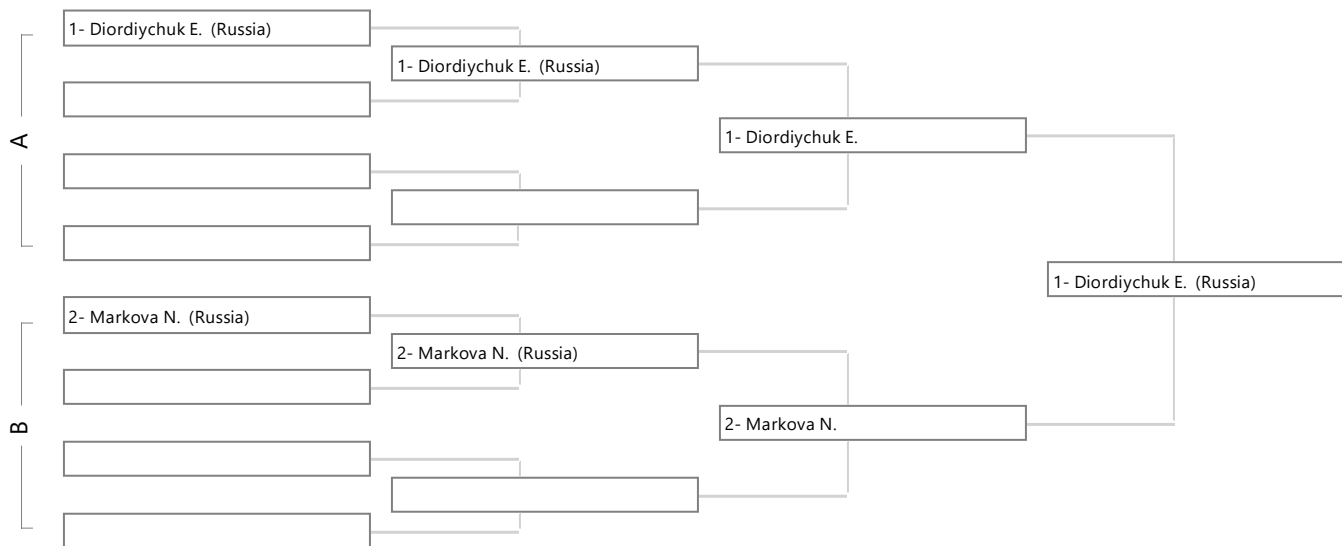 1- Diordiychuk E. (Russia)
1- Diordiychuk E. (Russia)
A
1- Diordiychuk E.
1- Diordiychuk E. (Russia)
2- Markova N. (Russia)
2- Markova N. (Russia)
B
2- Markova N.